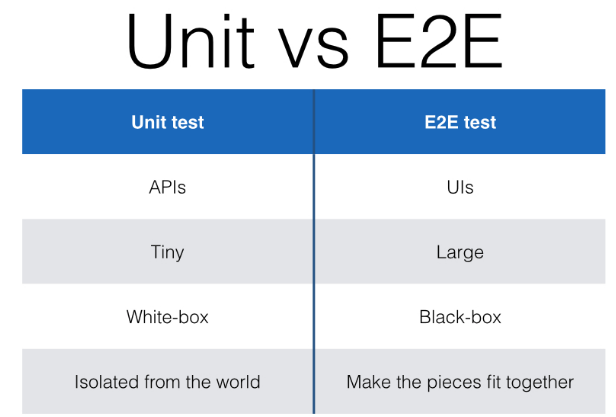 Unit vs E2E
Unit test E2E test
APIs UIs
Tiny Large
White-box Black-box
Isolated from the world Make the pieces fit together